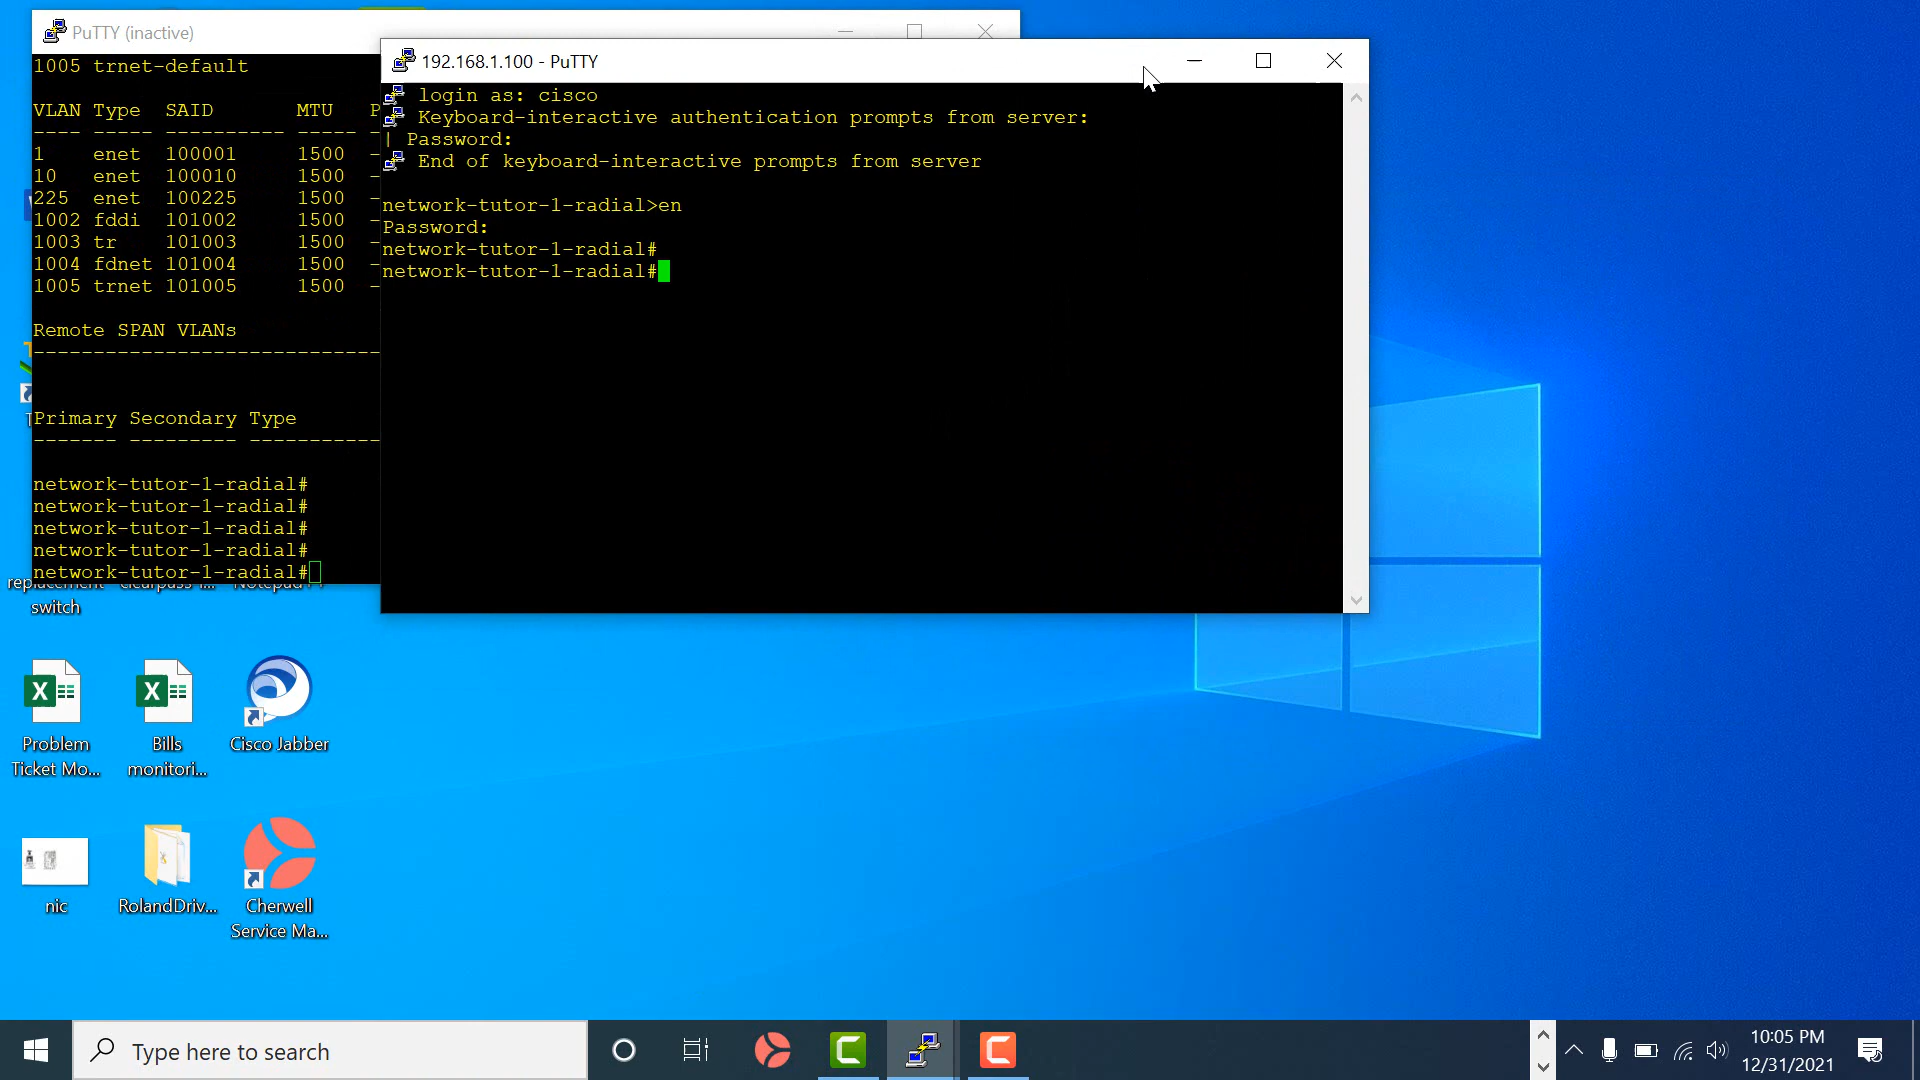 PuTTY (inactive)
1005 trnet-default
VLAN Type SAID MTU P
---- ----- ---------- ----- -
1 enet 100001 1500 -
10 enet 100010 1500 -
225 enet 100225 1500 -
1002 fddi 101002 1500 -
1003 tr 101003 1500 -
1004 fdnet 101004 1500 -
1005 trnet 101005 1500 -
Remote SPAN VLANs
-----------------------------
Primary Secondary Type
------- --------- -----------
network-tutor-1-radial#
network-tutor-1-radial#
network-tutor-1-radial#
network-tutor-1-radial#
network-tutor-1-radial#
192.168.1.100 - PuTTY
login as: cisco
Keyboard-interactive authentication prompts from server:
| Password:
End of keyboard-interactive prompts from server
network-tutor-1-radial>en
Password:
network-tutor-1-radial#
network-tutor-1-radial#
switch
Problem
Ticket Mo...
Bills
monitori...
Cisco Jabber
nic
RolandDriv...
Cherwell
Service Ma...
Type here to search
10:05 PM
12/31/2021